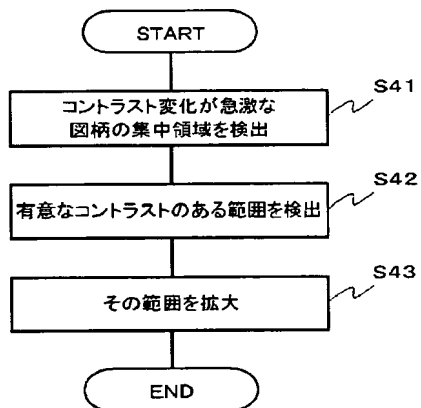 START
コントラスト変化が急激な
図柄の集中領域を検出
S41
有意なコントラストのある範囲を検出
S42
その範囲を拡大
S43
END